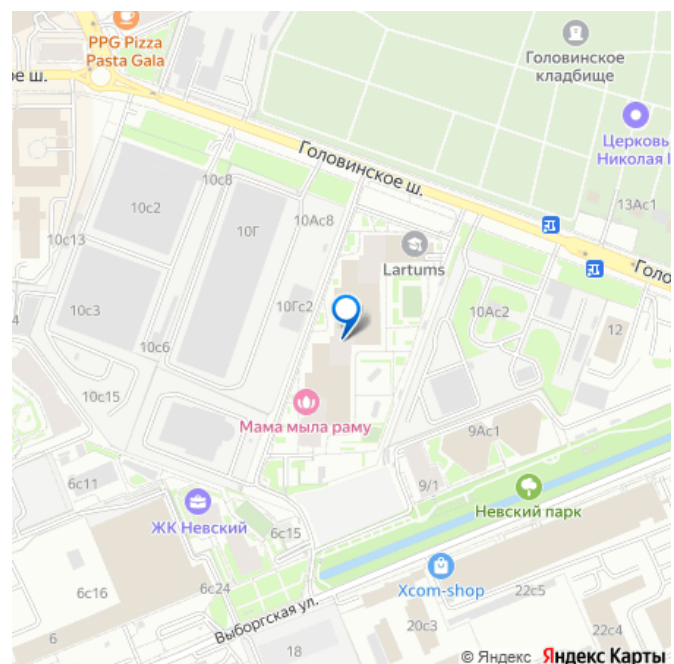 PPG Pizza
Pasta Gala
ое ш.
Головинское
кладбище
Церковь
Николая I
Головинское ш.
10с8
10с2
10Г
10Ас8
13Ас1
10с13
Lartums
Голо
10с3
10Гс2
10Ас2
10с6
12
10с15
Мама мыла раму
9Ас1
6с11
9/1
Невский парк
ЖК Невский
6с15
Xcom-shop
6с16
6с24
22с5
Выборгская ул.
6
18
20с3
22с4
© Яндекс Яндекс Карты